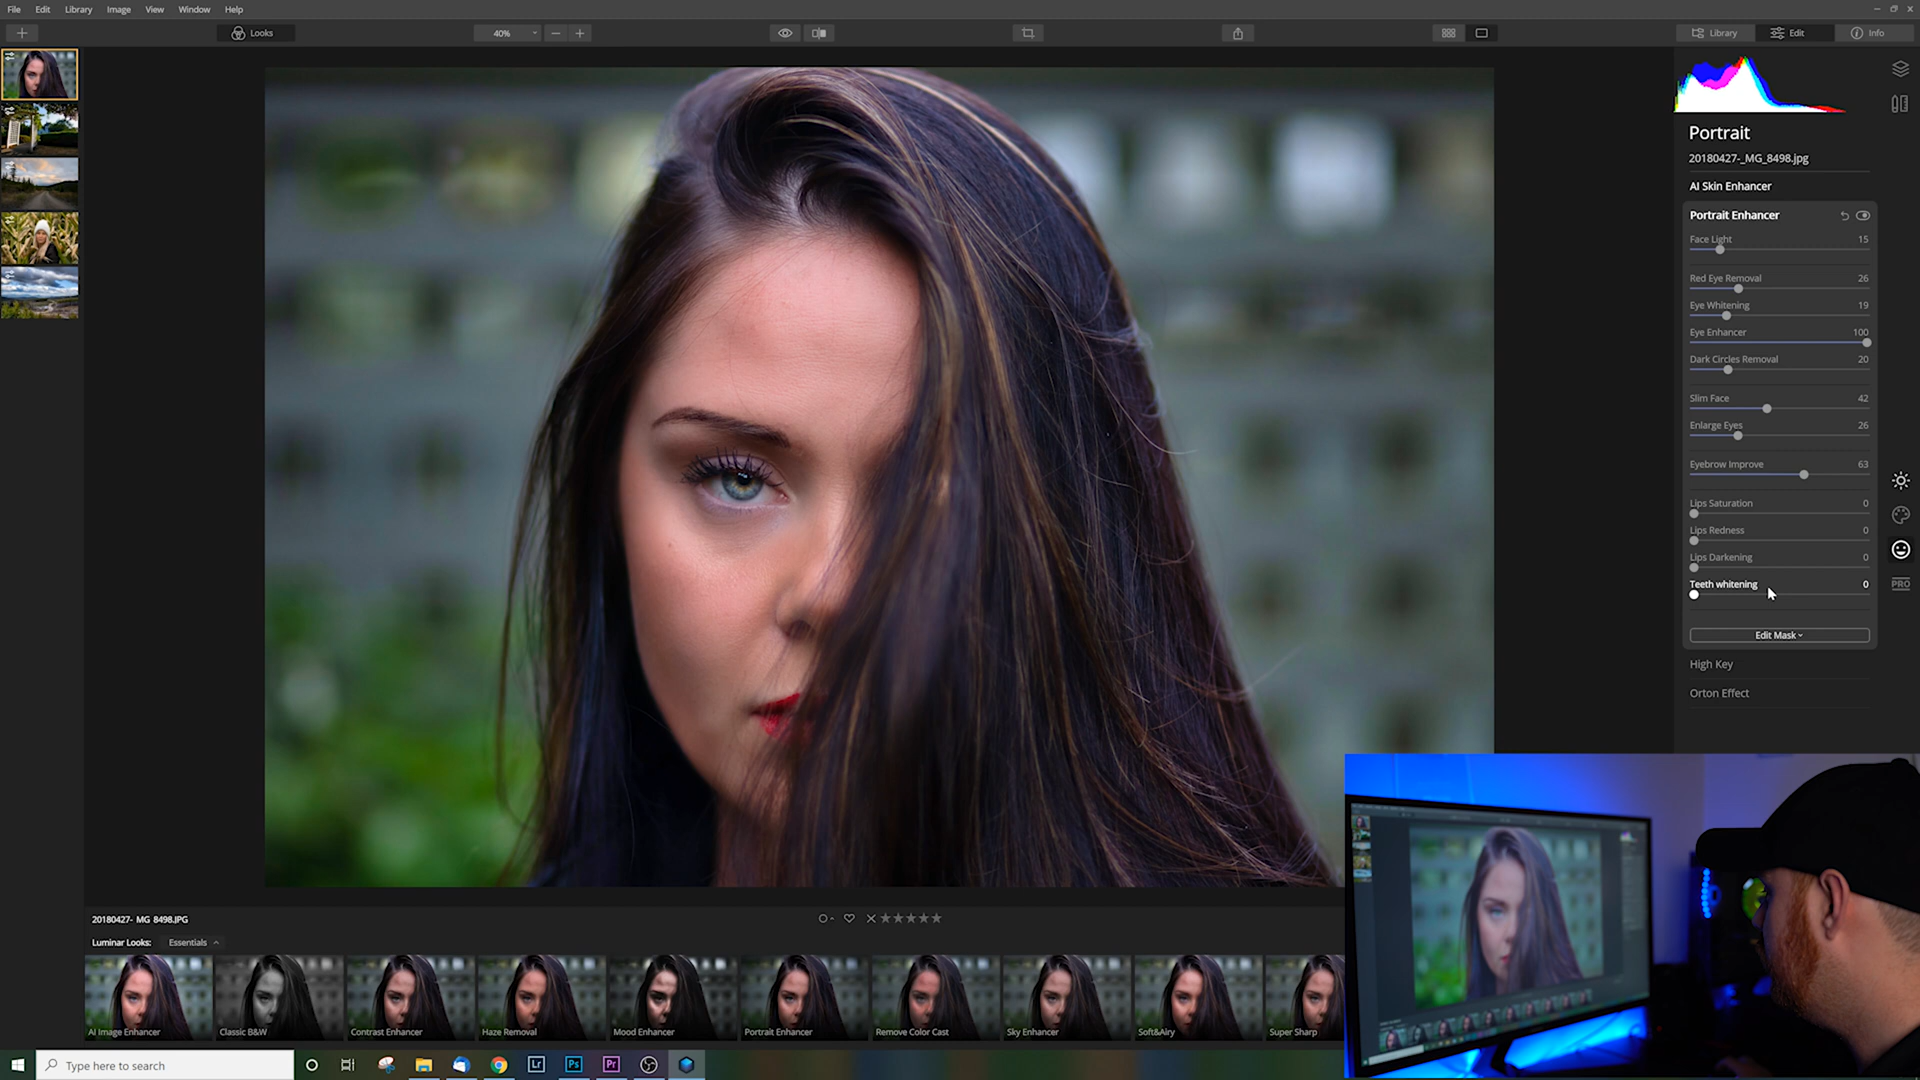 File Edit Library Image View Window Help
Looks 40% Library Edit Info
Portrait
20180427-_MG_8498.jpg
AI Skin Enhancer
Portrait Enhancer
Face Light 15
Red Eye Removal 26
Eye Whitening 19
Eye Enhancer 100
Dark Circles Removal 20
Slim Face 42
Enlarge Eyes 26
Eyebrow Improve 63
Lips Saturation 0
Lips Redness 0
Lips Darkening 0
Teeth whitening 0
Edit Mask
High Key
Orton Effect
PRO
20180427-_MG_8498.JPG
Luminar Looks: Essentials
AI Image Enhancer Classic B&W Contrast Enhancer Haze Removal Mood Enhancer Portrait Enhancer Remove Color Cast Sky Enhancer Soft&Airy Super Sharp
Type here to search
Lr Ps Pr